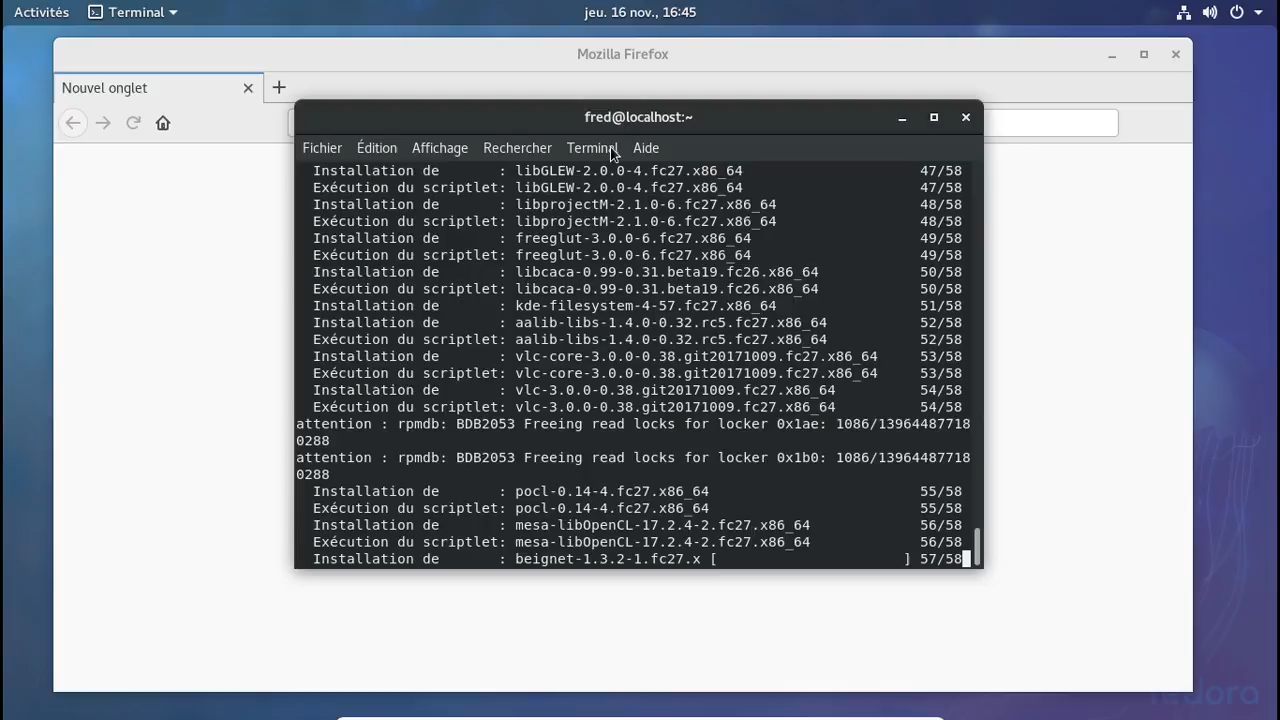 Activités Terminal jeu. 16 nov., 16:45
Mozilla Firefox
Nouvel onglet
fred@localhost:~
Fichier Édition Affichage Rechercher Terminal Aide
Installation de : libGLEW-2.0.0-4.fc27.x86_64 47/58
Exécution du scriptlet: libGLEW-2.0.0-4.fc27.x86_64 47/58
Installation de : libprojectM-2.1.0-6.fc27.x86_64 48/58
Exécution du scriptlet: libprojectM-2.1.0-6.fc27.x86_64 48/58
Installation de : freeglut-3.0.0-6.fc27.x86_64 49/58
Exécution du scriptlet: freeglut-3.0.0-6.fc27.x86_64 49/58
Installation de : libcaca-0.99-0.31.beta19.fc26.x86_64 50/58
Exécution du scriptlet: libcaca-0.99-0.31.beta19.fc26.x86_64 50/58
Installation de : kde-filesystem-4-57.fc27.x86_64 51/58
Installation de : aalib-libs-1.4.0-0.32.rc5.fc27.x86_64 52/58
Exécution du scriptlet: aalib-libs-1.4.0-0.32.rc5.fc27.x86_64 52/58
Installation de : vlc-core-3.0.0-0.38.git20171009.fc27.x86_64 53/58
Exécution du scriptlet: vlc-core-3.0.0-0.38.git20171009.fc27.x86_64 53/58
Installation de : vlc-3.0.0-0.38.git20171009.fc27.x86_64 54/58
Exécution du scriptlet: vlc-3.0.0-0.38.git20171009.fc27.x86_64 54/58
attention : rpmdb: BDB2053 Freeing read locks for locker 0x1ae: 1086/13964487718
0288
attention : rpmdb: BDB2053 Freeing read locks for locker 0x1b0: 1086/13964487718
0288
Installation de : pocl-0.14-4.fc27.x86_64 55/58
Exécution du scriptlet: pocl-0.14-4.fc27.x86_64 55/58
Installation de : mesa-libOpenCL-17.2.4-2.fc27.x86_64 56/58
Exécution du scriptlet: mesa-libOpenCL-17.2.4-2.fc27.x86_64 56/58
Installation de : beignet-1.3.2-1.fc27.x [ ] 57/58
fedora